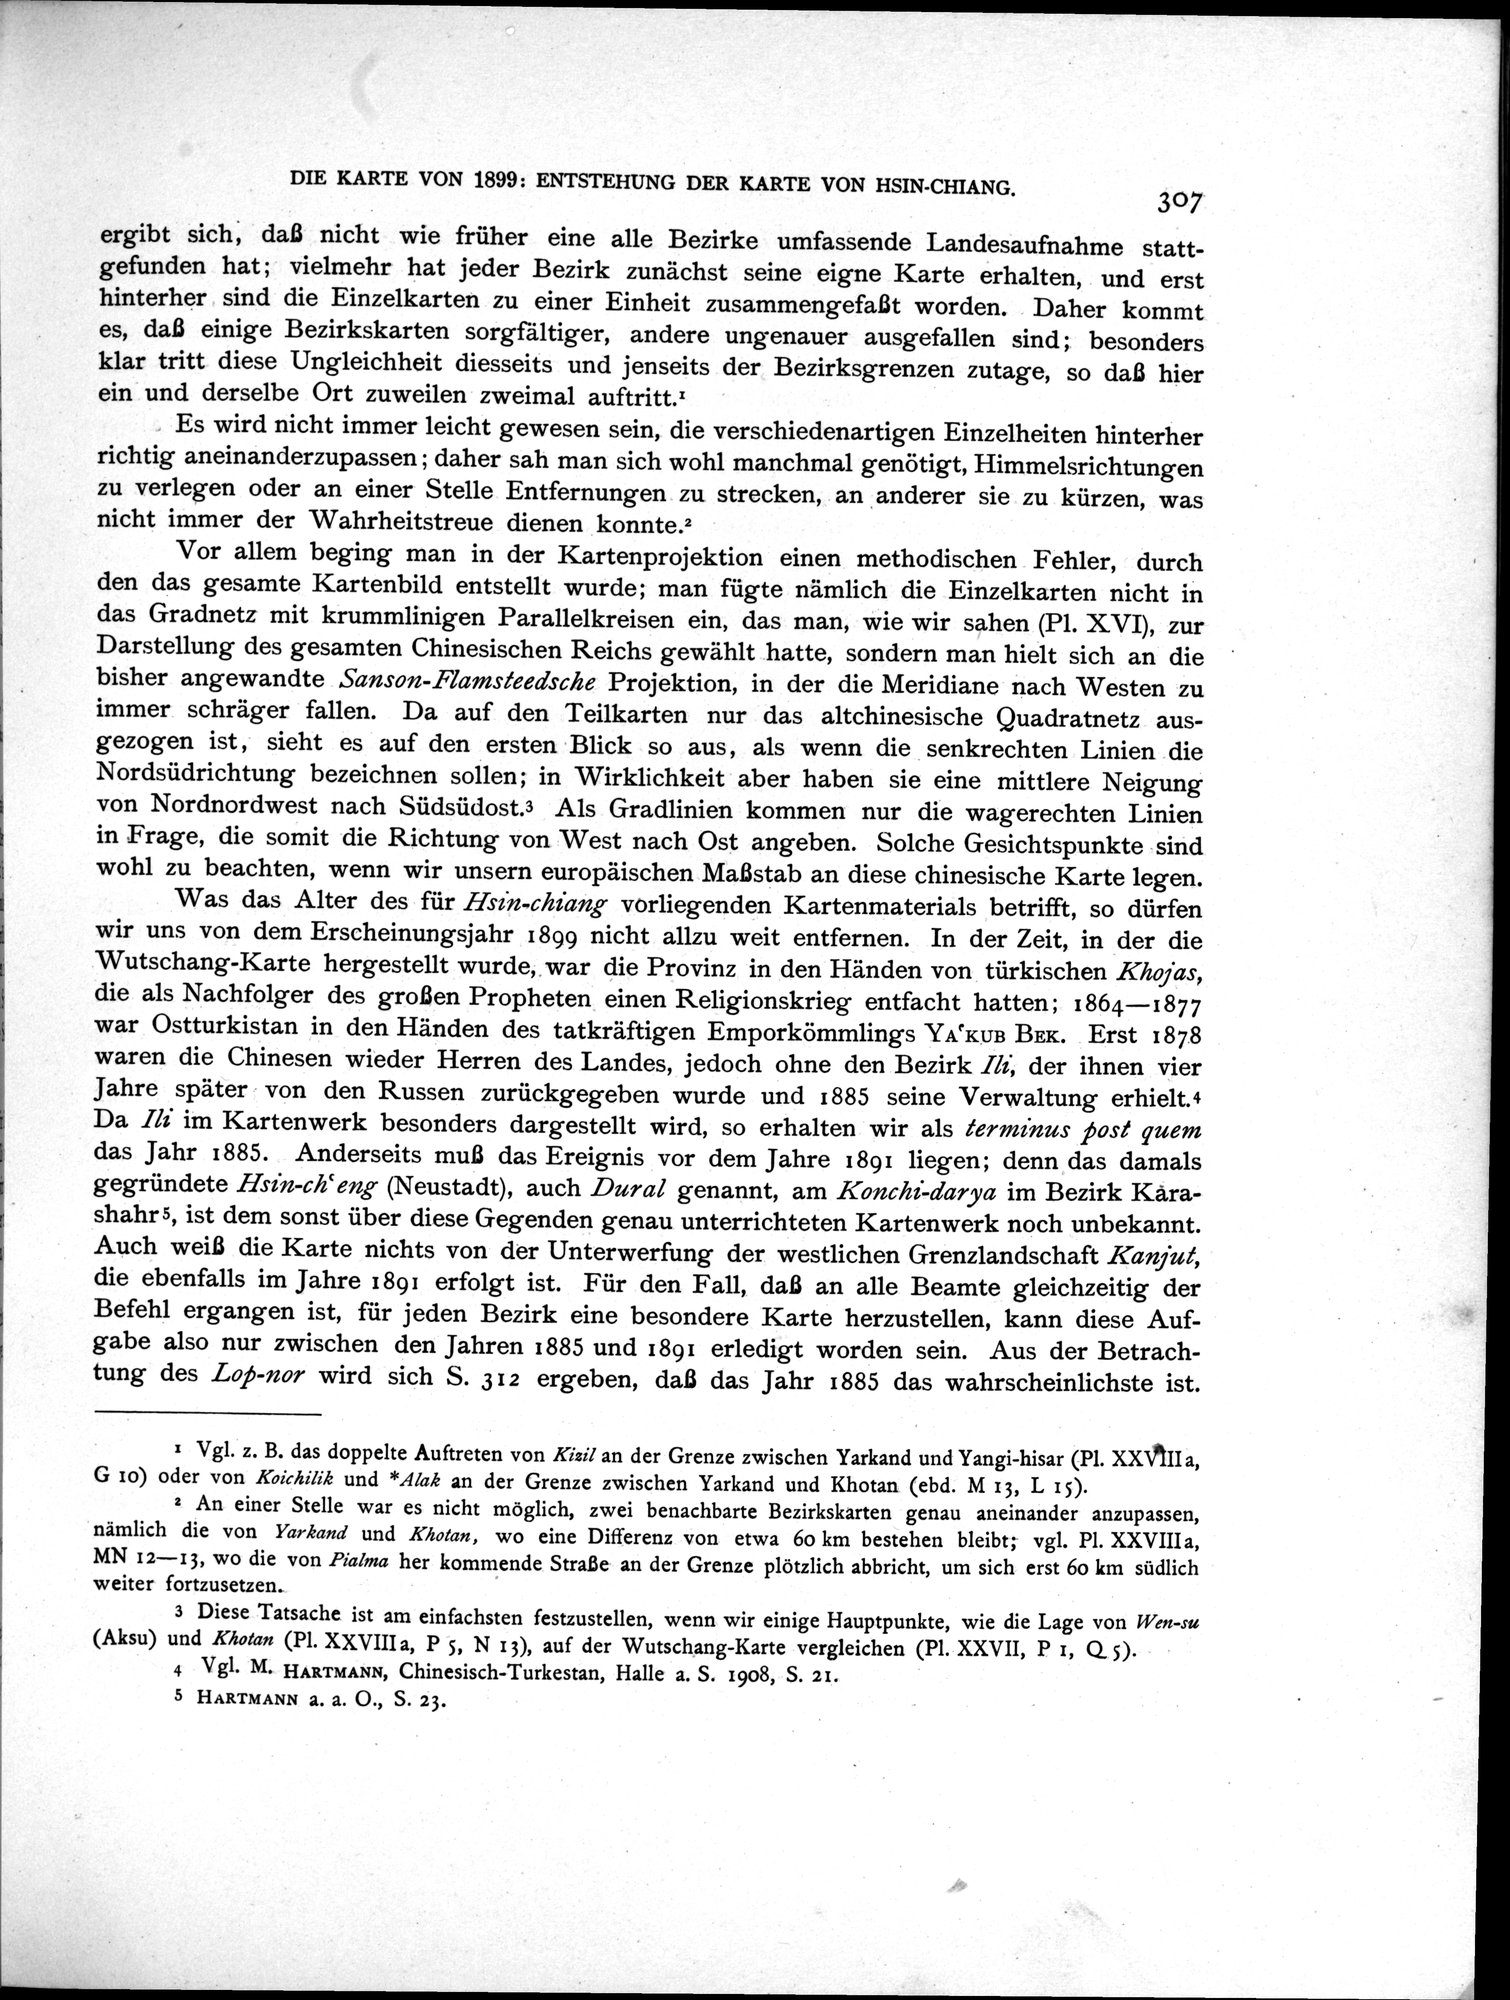 DIE KARTE VON 1899: ENTSTEHUNG DER KARTE VON HSIN-CHIANG.
307
ergibt sich, daß nicht wie früher eine alle Bezirke umfassende Landesaufnahme statt-
gefunden hat; vielmehr hat jeder Bezirk zunächst seine eigne Karte erhalten, und erst
hinterher sind die Einzelkarten zu einer Einheit zusammengefaßt worden. Daher kommt
es, daß einige Bezirkskarten sorgfältiger, andere ungenauer ausgefallen sind; besonders
klar tritt diese Ungleichheit diesseits und jenseits der Bezirksgrenzen zutage, so daß hier
ein und derselbe Ort zuweilen zweimal auftritt.¹
Es wird nicht immer leicht gewesen sein, die verschiedenartigen Einzelheiten hinterher
richtig aneinanderzupassen; daher sah man sich wohl manchmal genötigt, Himmelsrichtungen
zu verlegen oder an einer Stelle Entfernungen zu strecken, an anderer sie zu kürzen, was
nicht immer der Wahrheitstreue dienen konnte.²
Vor allem beging man in der Kartenprojektion einen methodischen Fehler, durch
den das gesamte Kartenbild entstellt wurde; man fügte nämlich die Einzelkarten nicht in
das Gradnetz mit krummlinigen Parallelkreisen ein, das man, wie wir sahen (Pl. XVI), zur
Darstellung des gesamten Chinesischen Reichs gewählt hatte, sondern man hielt sich an die
bisher angewandte Sanson-Flamsteedsche Projektion, in der die Meridiane nach Westen zu
immer schräger fallen. Da auf den Teilkarten nur das altchinesische Quadratnetz aus-
gezogen ist, sieht es auf den ersten Blick so aus, als wenn die senkrechten Linien die
Nordsüdrichtung bezeichnen sollen; in Wirklichkeit aber haben sie eine mittlere Neigung
von Nordnordwest nach Südsüdost.³ Als Gradlinien kommen nur die wagerechten Linien
in Frage, die somit die Richtung von West nach Ost angeben. Solche Gesichtspunkte sind
wohl zu beachten, wenn wir unsern europäischen Maßstab an diese chinesische Karte legen.
Was das Alter des für Hsin-chiang vorliegenden Kartenmaterials betrifft, so dürfen
wir uns von dem Erscheinungsjahr 1899 nicht allzu weit entfernen. In der Zeit, in der die
Wutschang-Karte hergestellt wurde, war die Provinz in den Händen von türkischen Khojas,
die als Nachfolger des großen Propheten einen Religionskrieg entfacht hatten; 1864—1877
war Ostturkistan in den Händen des tatkräftigen Emporkömmlings YAʿKUB BEK. Erst 1878
waren die Chinesen wieder Herren des Landes, jedoch ohne den Bezirk Ili, der ihnen vier
Jahre später von den Russen zurückgegeben wurde und 1885 seine Verwaltung erhielt.⁴
Da Ili im Kartenwerk besonders dargestellt wird, so erhalten wir als terminus post quem
das Jahr 1885. Anderseits muß das Ereignis vor dem Jahre 1891 liegen; denn das damals
gegründete Hsin-chʿeng (Neustadt), auch Dural genannt, am Konchi-darya im Bezirk Kara-
shahr⁵, ist dem sonst über diese Gegenden genau unterrichteten Kartenwerk noch unbekannt.
Auch weiß die Karte nichts von der Unterwerfung der westlichen Grenzlandschaft Kanjut,
die ebenfalls im Jahre 1891 erfolgt ist. Für den Fall, daß an alle Beamte gleichzeitig der
Befehl ergangen ist, für jeden Bezirk eine besondere Karte herzustellen, kann diese Auf-
gabe also nur zwischen den Jahren 1885 und 1891 erledigt worden sein. Aus der Betrach-
tung des Lop-nor wird sich S. 312 ergeben, daß das Jahr 1885 das wahrscheinlichste ist.
¹ Vgl. z. B. das doppelte Auftreten von Kizil an der Grenze zwischen Yarkand und Yangi-hisar (Pl. XXVIIIa,
G 10) oder von Koichilik und *Alak an der Grenze zwischen Yarkand und Khotan (ebd. M 13, L 15).
² An einer Stelle war es nicht möglich, zwei benachbarte Bezirkskarten genau aneinander anzupassen,
nämlich die von Yarkand und Khotan, wo eine Differenz von etwa 60 km bestehen bleibt; vgl. Pl. XXVIIIa,
MN 12—13, wo die von Pialma her kommende Straße an der Grenze plötzlich abbricht, um sich erst 60 km südlich
weiter fortzusetzen.
³ Diese Tatsache ist am einfachsten festzustellen, wenn wir einige Hauptpunkte, wie die Lage von Wen-su
(Aksu) und Khotan (Pl. XXVIIIa, P 5, N 13), auf der Wutschang-Karte vergleichen (Pl. XXVII, P 1, Q 5).
⁴ Vgl. M. HARTMANN, Chinesisch-Turkestan, Halle a. S. 1908, S. 21.
⁵ HARTMANN a. a. O., S. 23.